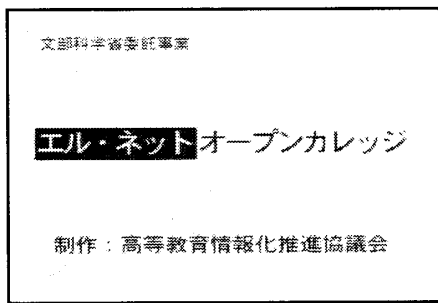 文部科学省委託事業
エル・ネットオープンカレッジ
制作：高等教育情報化推進協議会